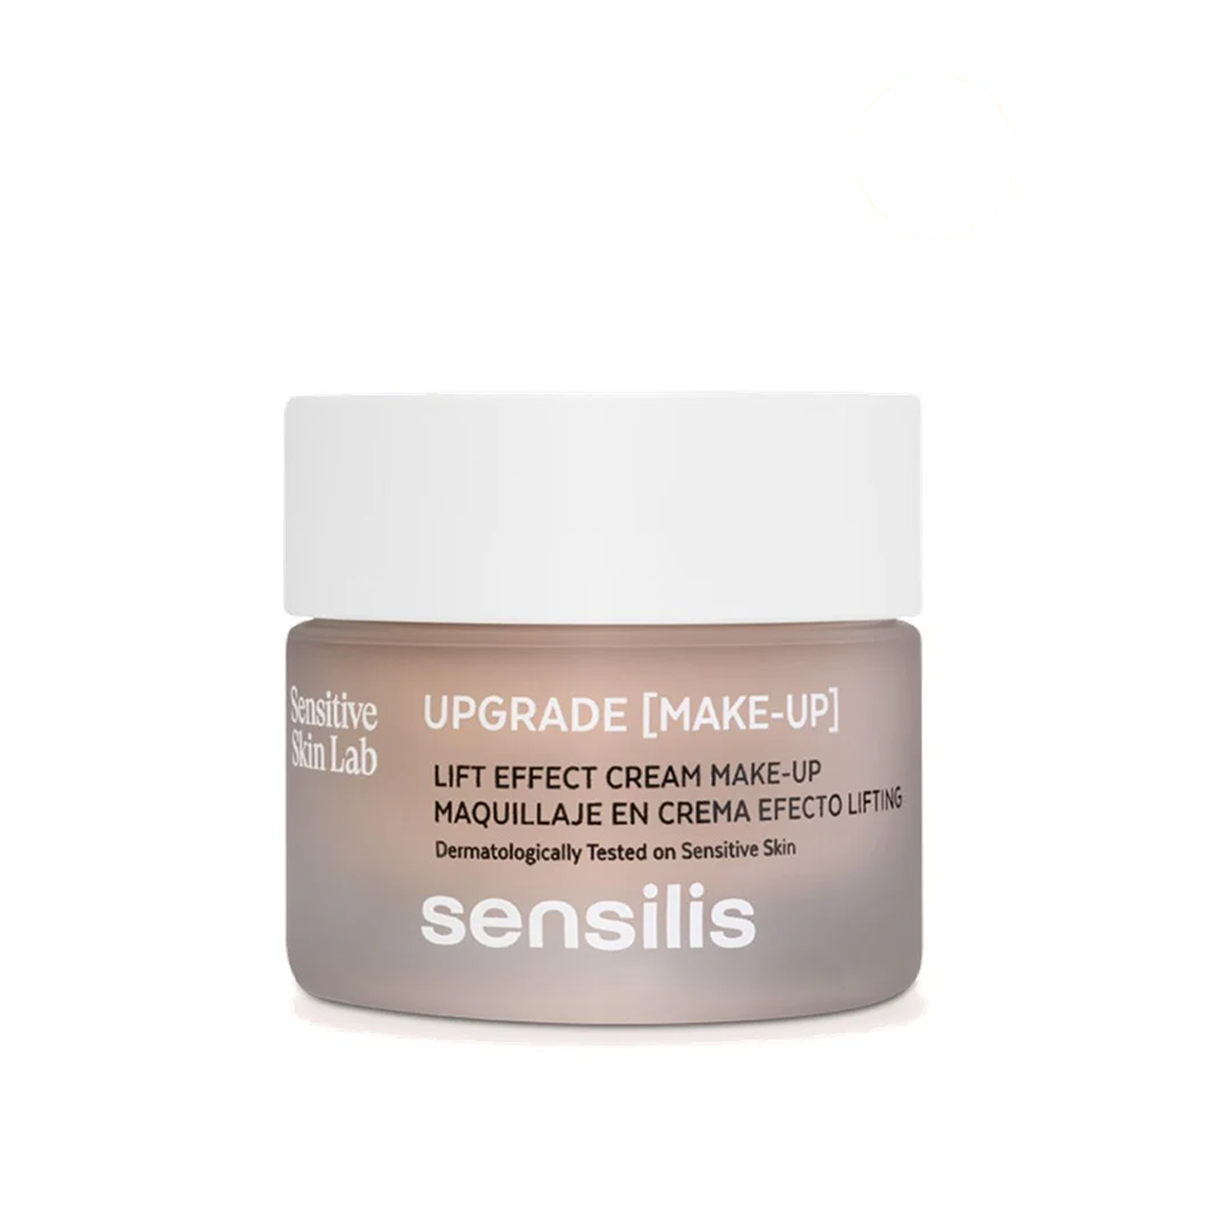 Sensitive
Skin Lab
UPGRADE [MAKE-UP]
LIFT EFFECT CREAM MAKE-UP
MAQUILLAJE EN CREMA EFECTO LIFTING
Dermatologically Tested on Sensitive Skin
sensilis